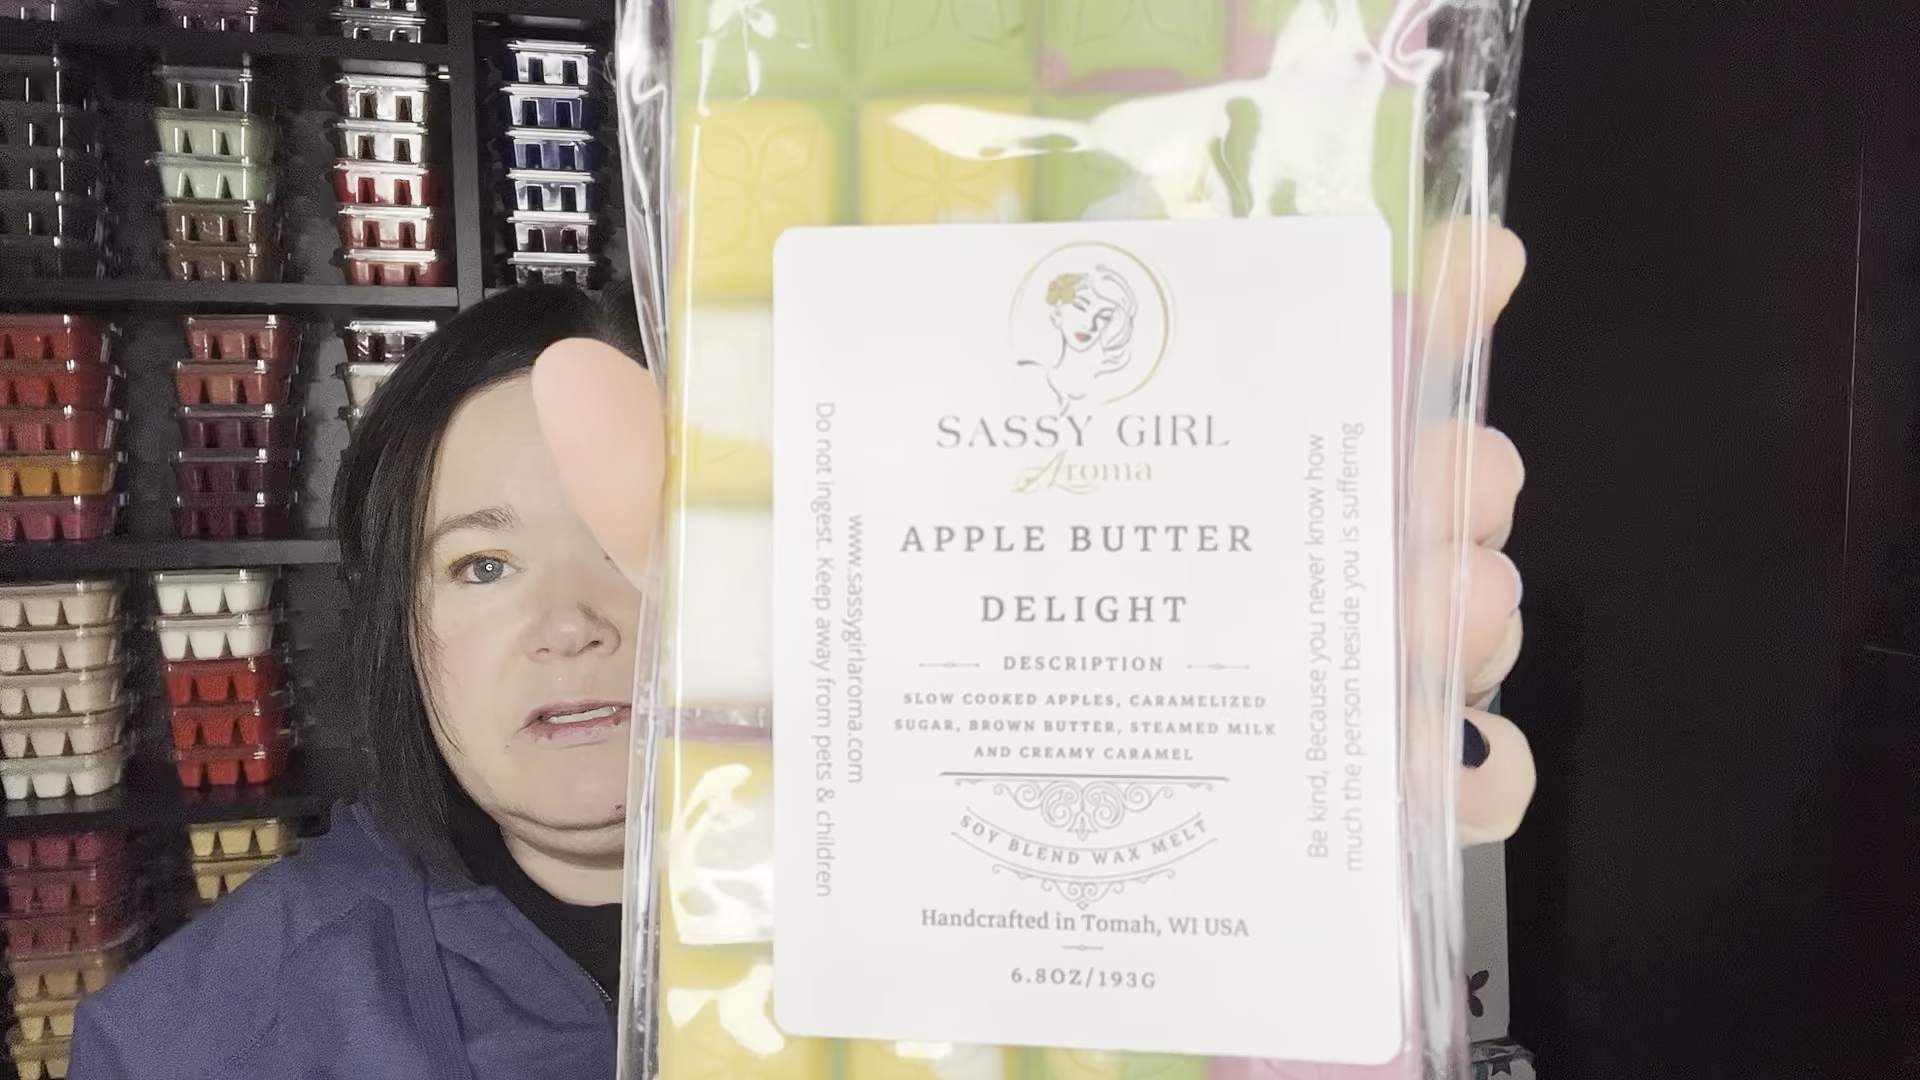 SASSY GIRL
Aroma
APPLE BUTTER
DELIGHT
DESCRIPTION
SLOW COOKED APPLES, CARAMELIZED
SUGAR, BROWN BUTTER, STEAMED MILK
AND CREAMY CARAMEL
SOY BLEND WAX MELT
Handcrafted in Tomah, WI USA
6.8OZ/193G
Do not ingest. Keep away from pets & children
www.sassygirlaroma.com
Be kind, Because you never know how
much the person beside you is suffering